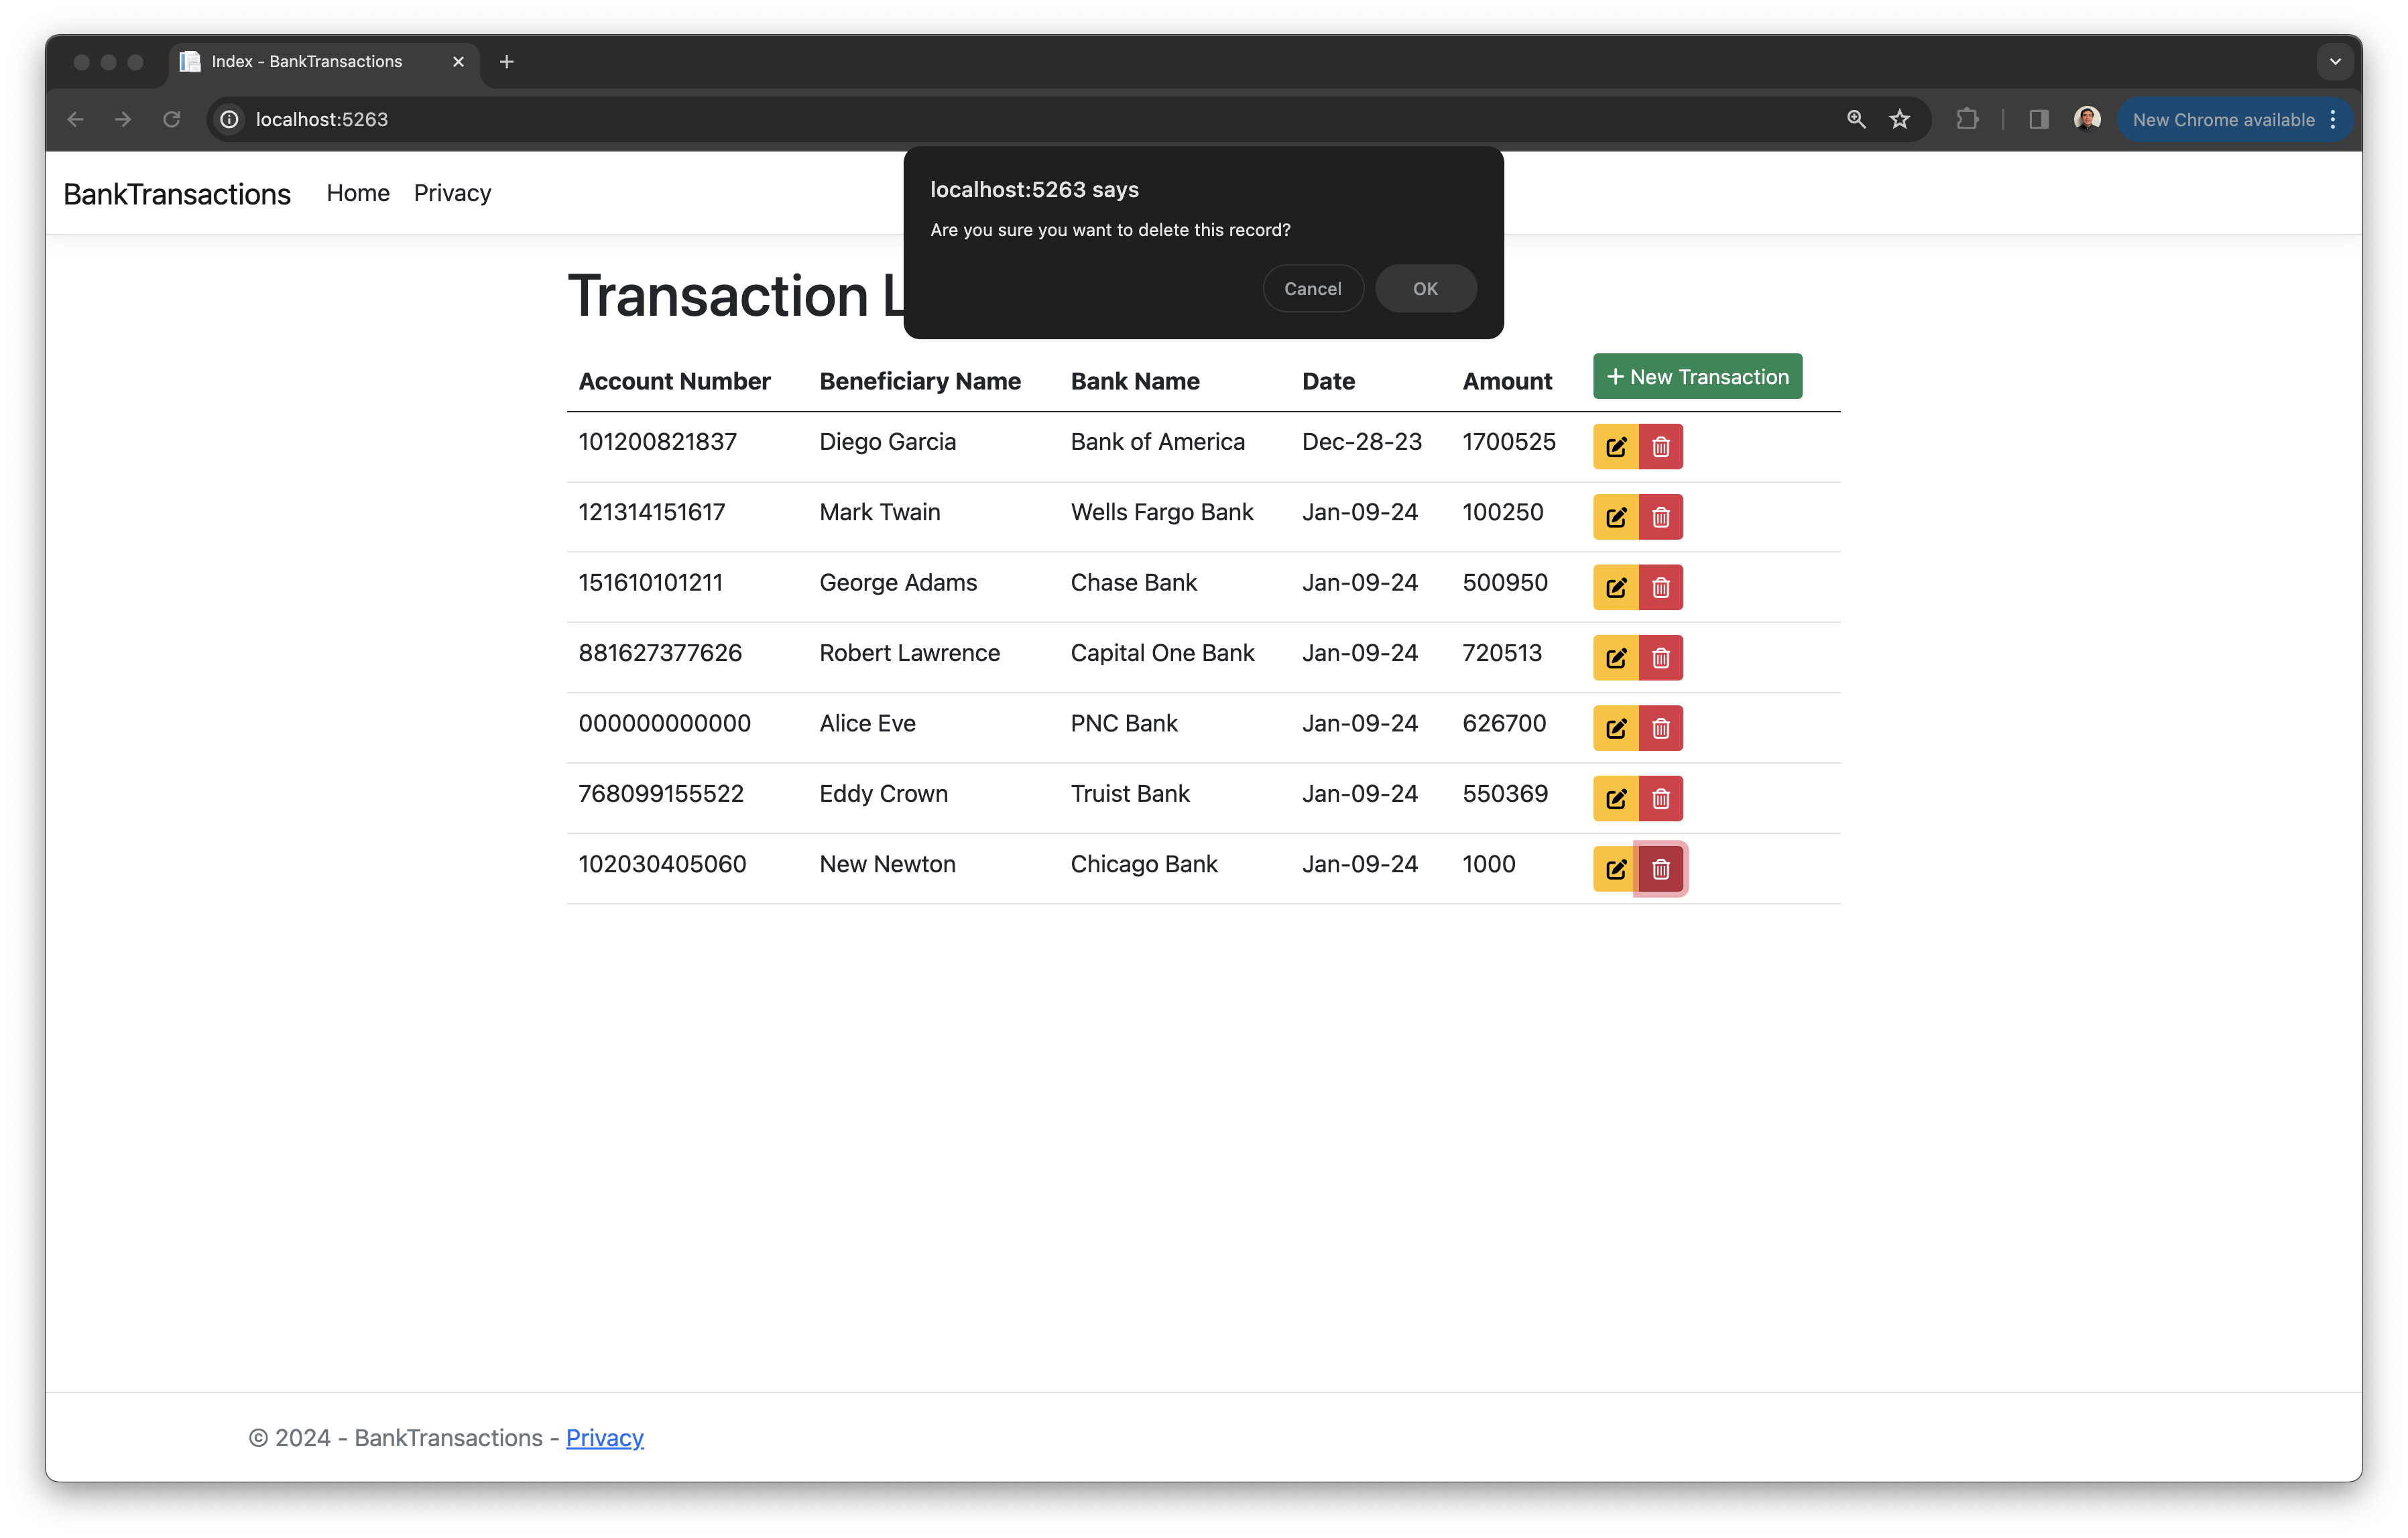 Index - BankTransactions
localhost:5263
New Chrome available
BankTransactions Home Privacy
localhost:5263 says
Are you sure you want to delete this record?
Cancel OK
Transaction
Account Number Beneficiary Name Bank Name Date Amount + New Transaction
101200821837 Diego Garcia Bank of America Dec-28-23 1700525
121314151617 Mark Twain Wells Fargo Bank Jan-09-24 100250
151610101211 George Adams Chase Bank Jan-09-24 500950
881627377626 Robert Lawrence Capital One Bank Jan-09-24 720513
000000000000 Alice Eve PNC Bank Jan-09-24 626700
768099155522 Eddy Crown Truist Bank Jan-09-24 550369
102030405060 New Newton Chicago Bank Jan-09-24 1000
© 2024 - BankTransactions - Privacy